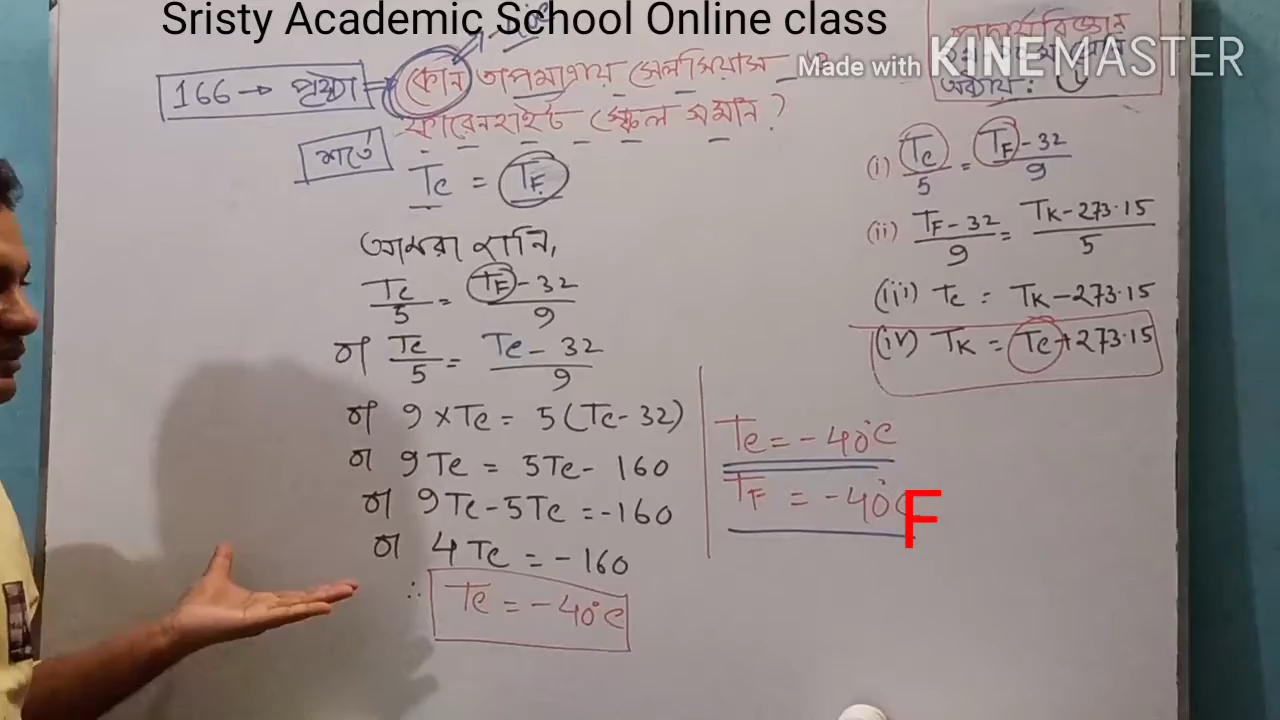 Sristy Academic School Online class
Made with KINEMASTER
পদার্থবিজ্ঞান
অধ্যায় :
166 → পৃষ্ঠা
কোন তাপমাত্রায় সেলসিয়াস ও
ফারেনহাইট স্কেল সমান?
শর্তে
Tc = TF
আমরা জানি,
Tc/5 = TF - 32/9
বা Tc/5 = Tc - 32/9
বা 9 × Tc = 5(Tc - 32)
বা 9Tc = 5Tc - 160
বা 9Tc - 5Tc = -160
বা 4Tc = -160
∴ Tc = -40°C
Tc = -40°C
TF = -40°F
(i) Tc/5 = TF - 32/9
(ii) TF - 32/9 = TK - 273.15/5
(iii) Tc = TK - 273.15
(iv) TK = Tc + 273.15